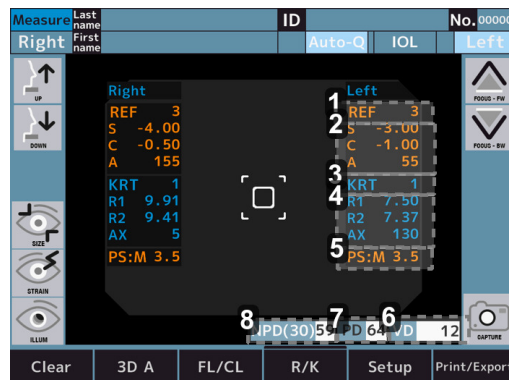 Measure Last name ID No. 00000
Right First name Auto-Q IOL Left
UP
DOWN
SIZE
STRAIN
ILLUM
Right
REF 3
S -4.00
C -0.50
A 155
KRT 1
R1 9.91
R2 9.41
AX 5
PS:M 3.5
Left
1 REF 3
2 S -3.00
C -1.00
A 55
3 KRT 1
4 R1 7.50
R2 7.37
AX 130
5 PS:M 3.5
8 NPD(30) 59 7 PD 64 6 VD 12
FOCUS - FW
FOCUS - BW
CAPTURE
Clear 3D A FL/CL R/K Setup Print/Export